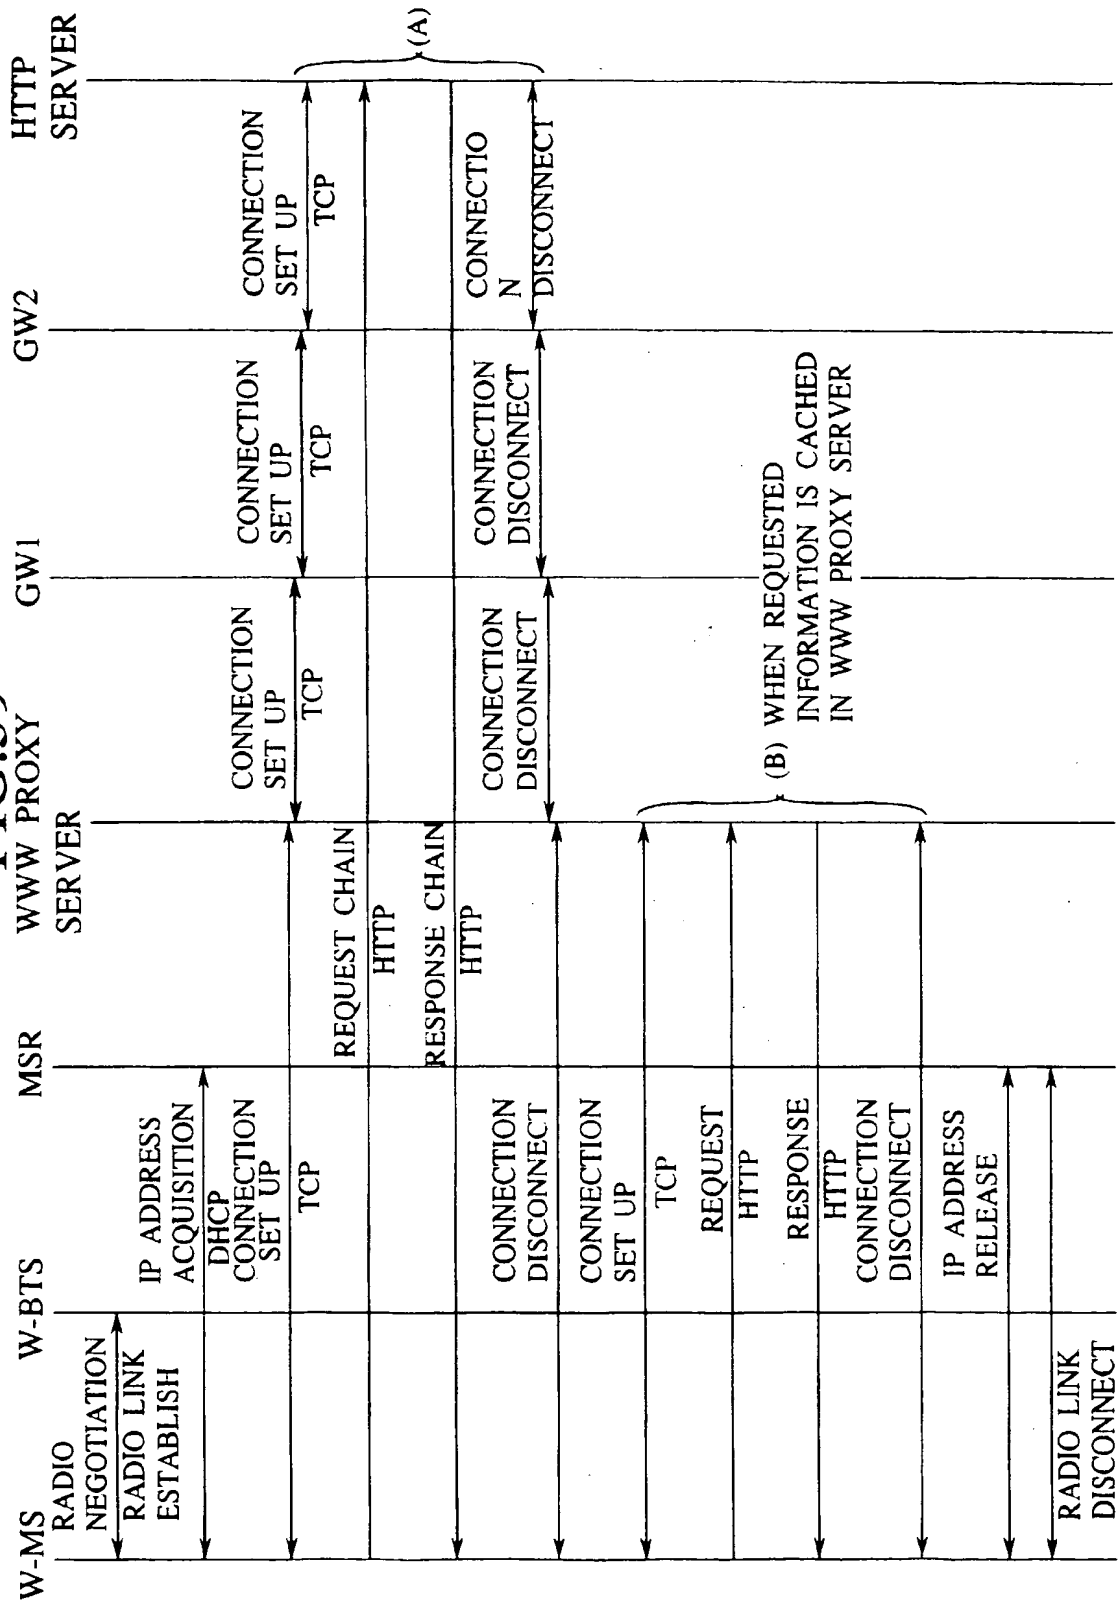 W-MS
W-BTS
MSR
WWW PROXY
SERVER
GW1
GW2
HTTP
SERVER
RADIO
NEGOTIATION
RADIO LINK
ESTABLISH
IP ADDRESS
ACQUISITION
DHCP
CONNECTION
SET UP
TCP
CONNECTION
SET UP
TCP
CONNECTION
SET UP
TCP
CONNECTION
SET UP
TCP
REQUEST CHAIN
HTTP
RESPONSE CHAIN
HTTP
(A)
CONNECTION
DISCONNECT
CONNECTION
DISCONNECT
CONNECTION
DISCONNECT
CONNECTIO
N
DISCONNECT
CONNECTION
SET UP
TCP
REQUEST
HTTP
RESPONSE
HTTP
CONNECTION
DISCONNECT
(B) WHEN REQUESTED
INFORMATION IS CACHED
IN WWW PROXY SERVER
IP ADDRESS
RELEASE
RADIO LINK
DISCONNECT